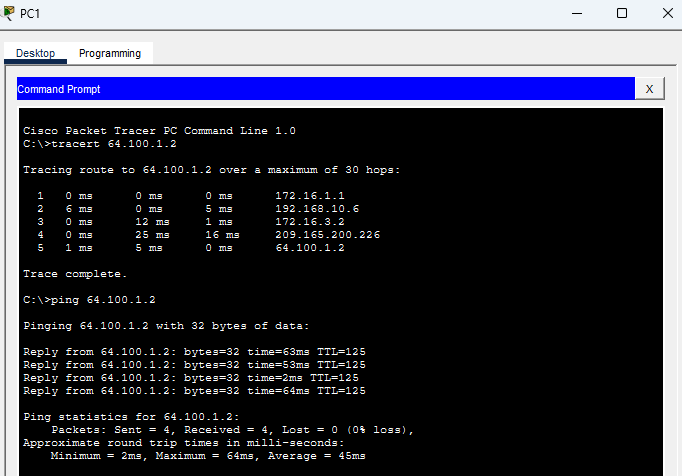 PC1
Desktop Programming
Command Prompt X
Cisco Packet Tracer PC Command Line 1.0
C:\>tracert 64.100.1.2
Tracing route to 64.100.1.2 over a maximum of 30 hops:
1 0 ms 0 ms 0 ms 172.16.1.1
2 6 ms 0 ms 5 ms 192.168.10.6
3 0 ms 12 ms 1 ms 172.16.3.2
4 0 ms 25 ms 16 ms 209.165.200.226
5 1 ms 5 ms 0 ms 64.100.1.2
Trace complete.
C:\>ping 64.100.1.2
Pinging 64.100.1.2 with 32 bytes of data:
Reply from 64.100.1.2: bytes=32 time=63ms TTL=125
Reply from 64.100.1.2: bytes=32 time=53ms TTL=125
Reply from 64.100.1.2: bytes=32 time=2ms TTL=125
Reply from 64.100.1.2: bytes=32 time=64ms TTL=125
Ping statistics for 64.100.1.2:
Packets: Sent = 4, Received = 4, Lost = 0 (0% loss),
Approximate round trip times in milli-seconds:
Minimum = 2ms, Maximum = 64ms, Average = 45ms